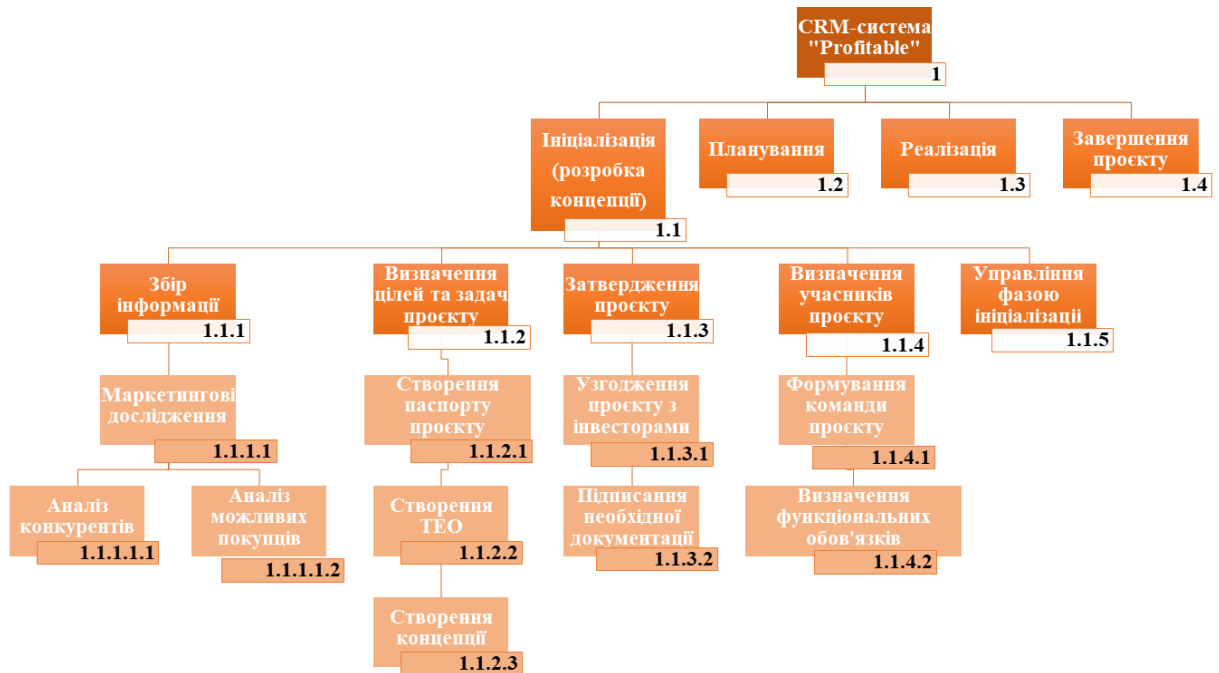 CRM-система
"Profitable"
1
Ініціалізація
(розробка
концепції)
1.1
Планування
1.2
Реалізація
1.3
Завершення
проєкту
1.4
Збір
інформації
1.1.1
Визначення
цілей та задач
проєкту
1.1.2
Затвердження
проєкту
1.1.3
Визначення
учасників
проєкту
1.1.4
Управління
фазою
ініціалізації
1.1.5
Маркетингові
дослідження
1.1.1.1
Створення
паспорту
проєкту
1.1.2.1
Узгодження
проєкту з
інвесторами
1.1.3.1
Формування
команди
проєкту
1.1.4.1
Аналіз
конкурентів
1.1.1.1.1
Аналіз
можливих
покупців
1.1.1.1.2
Створення
ТЕО
1.1.2.2
Підписання
необхідної
документації
1.1.3.2
Визначення
функціональних
обов'язків
1.1.4.2
Створення
концепції
1.1.2.3